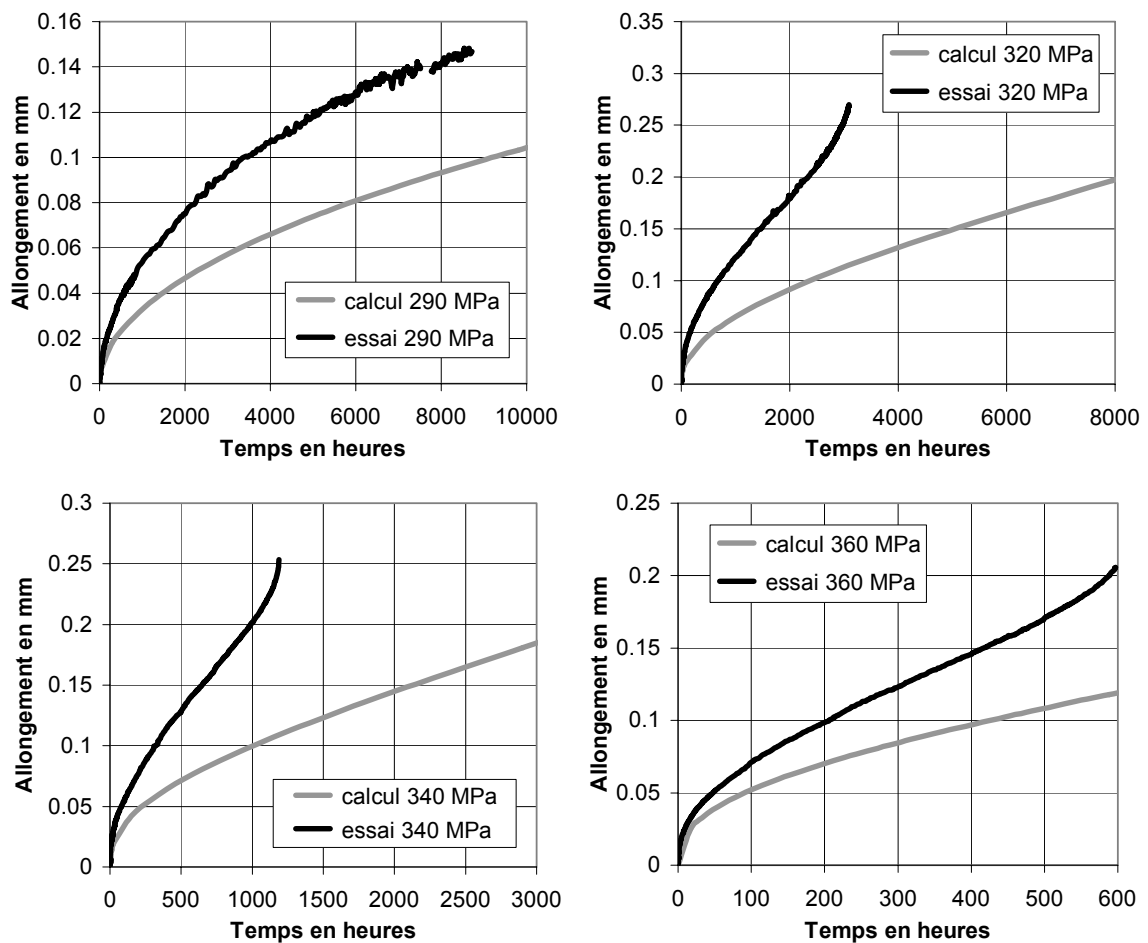 0.16
0.14
0.12
0.1
0.08
0.06
0.04
0.02
0
Allongement en mm
calcul 290 MPa
essai 290 MPa
0 2000 4000 6000 8000 10000
Temps en heures
0.35
0.3
0.25
0.2
0.15
0.1
0.05
0
Allongement en mm
calcul 320 MPa
essai 320 MPa
0 2000 4000 6000 8000
Temps en heures
0.3
0.25
0.2
0.15
0.1
0.05
0
Allongement en mm
calcul 340 MPa
essai 340 MPa
0 500 1000 1500 2000 2500 3000
Temps en heures
0.25
0.2
0.15
0.1
0.05
0
Allongement en mm
calcul 360 MPa
essai 360 MPa
0 100 200 300 400 500 600
Temps en heures